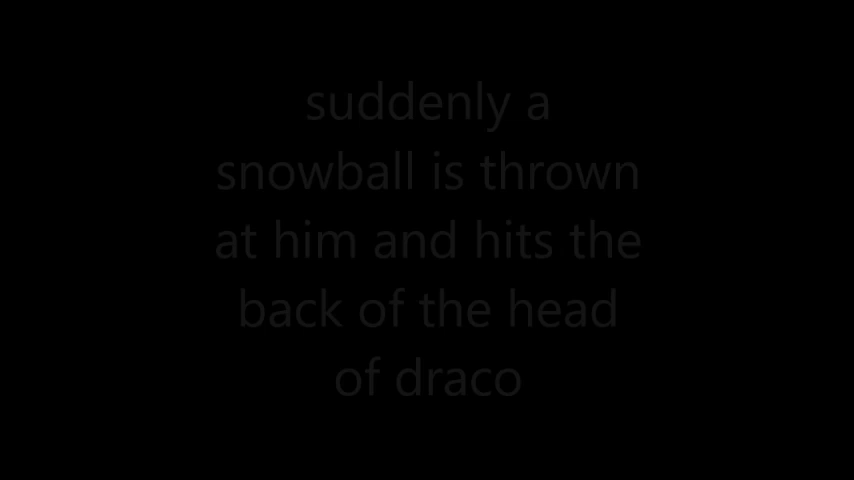 suddenly a
snowball is thrown
at him and hits the
back of the head
of draco